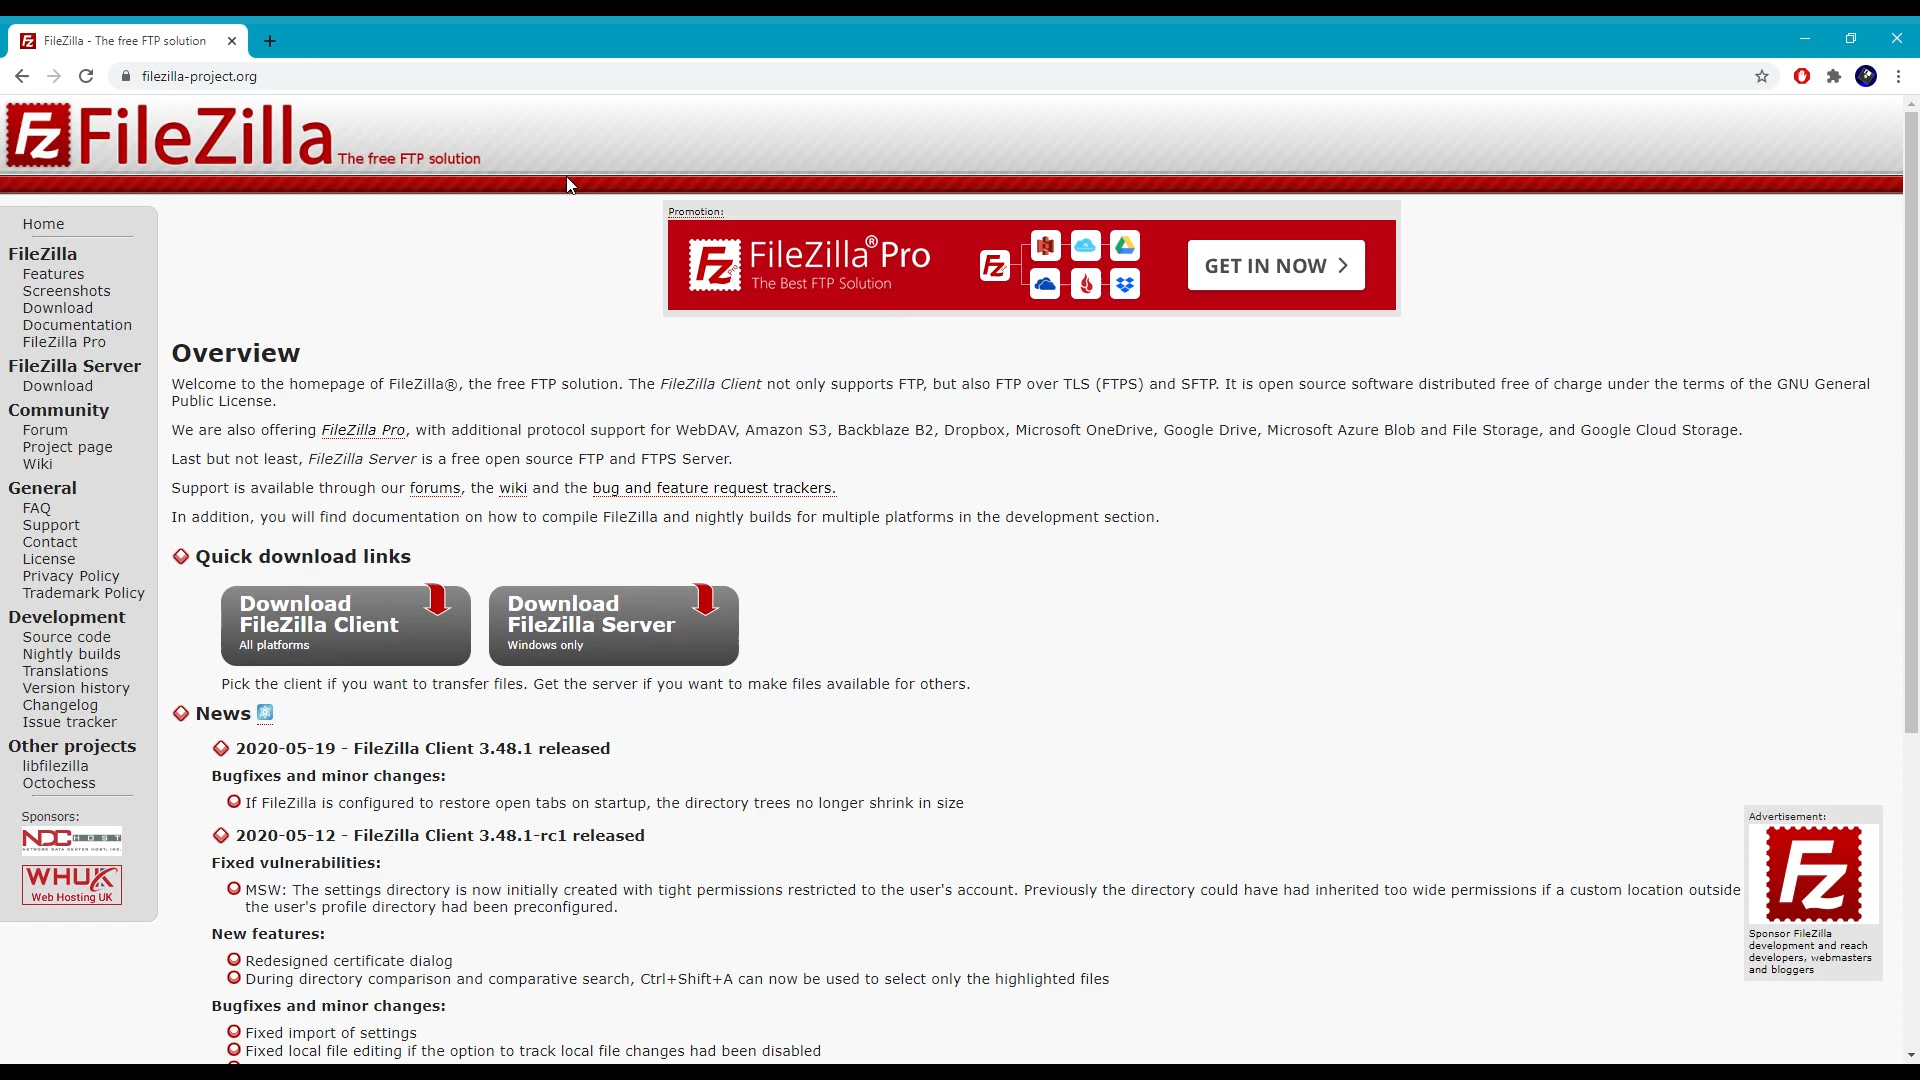 FileZilla - The free FTP solution
filezilla-project.org
FileZilla The free FTP solution
Home
FileZilla
Features
Screenshots
Download
Documentation
FileZilla Pro
FileZilla Server
Download
Community
Forum
Project page
Wiki
General
FAQ
Support
Contact
License
Privacy Policy
Trademark Policy
Development
Source code
Nightly builds
Translations
Version history
Changelog
Issue tracker
Other projects
libfilezilla
Octochess
Sponsors:
NDCHOST
NETWORK DATA CENTER HOST, INC.
WHUK
Web Hosting UK
Promotion:
FileZilla® Pro
The Best FTP Solution
GET IN NOW
Overview
Welcome to the homepage of FileZilla®, the free FTP solution. The FileZilla Client not only supports FTP, but also FTP over TLS (FTPS) and SFTP. It is open source software distributed free of charge under the terms of the GNU General
Public License.
We are also offering FileZilla Pro, with additional protocol support for WebDAV, Amazon S3, Backblaze B2, Dropbox, Microsoft OneDrive, Google Drive, Microsoft Azure Blob and File Storage, and Google Cloud Storage.
Last but not least, FileZilla Server is a free open source FTP and FTPS Server.
Support is available through our forums, the wiki and the bug and feature request trackers.
In addition, you will find documentation on how to compile FileZilla and nightly builds for multiple platforms in the development section.
Quick download links
Download
FileZilla Client
All platforms
Download
FileZilla Server
Windows only
Pick the client if you want to transfer files. Get the server if you want to make files available for others.
News
2020-05-19 - FileZilla Client 3.48.1 released
Bugfixes and minor changes:
If FileZilla is configured to restore open tabs on startup, the directory trees no longer shrink in size
2020-05-12 - FileZilla Client 3.48.1-rc1 released
Fixed vulnerabilities:
MSW: The settings directory is now initially created with tight permissions restricted to the user's account. Previously the directory could have had inherited too wide permissions if a custom location outside
the user's profile directory had been preconfigured.
New features:
Redesigned certificate dialog
During directory comparison and comparative search, Ctrl+Shift+A can now be used to select only the highlighted files
Bugfixes and minor changes:
Fixed import of settings
Fixed local file editing if the option to track local file changes had been disabled
Advertisement:
Fz
Sponsor FileZilla
development and reach
developers, webmasters
and bloggers